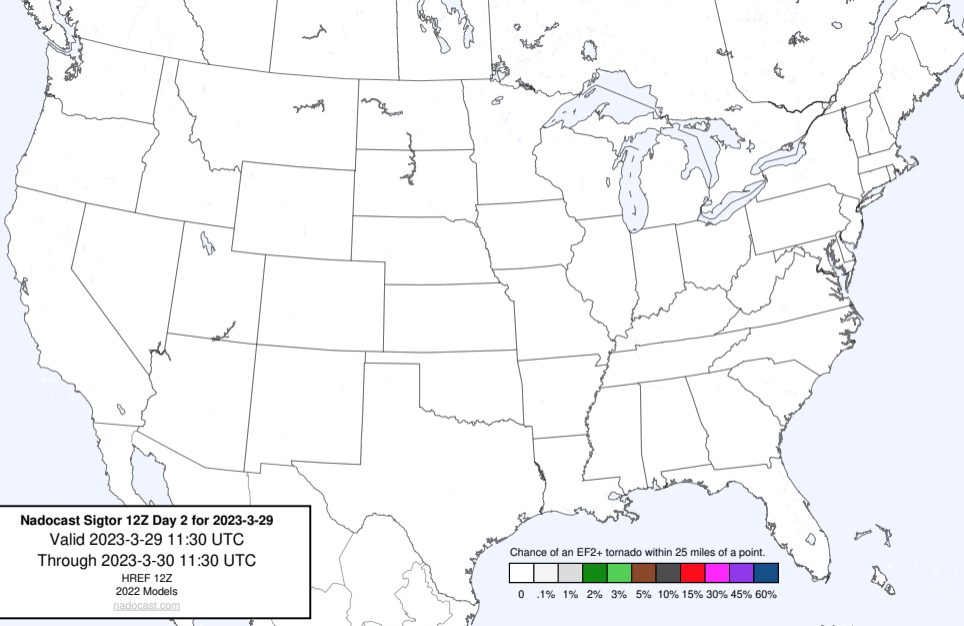 Nadocast Sigtor 12Z Day 2 for 2023-3-29
Valid 2023-3-29 11:30 UTC
Through 2023-3-30 11:30 UTC
HREF 12Z
2022 Models
nadocast.com
Chance of an EF2+ tornado within 25 miles of a point.
0 .1% 1% 2% 3% 5% 10% 15% 30% 45% 60%